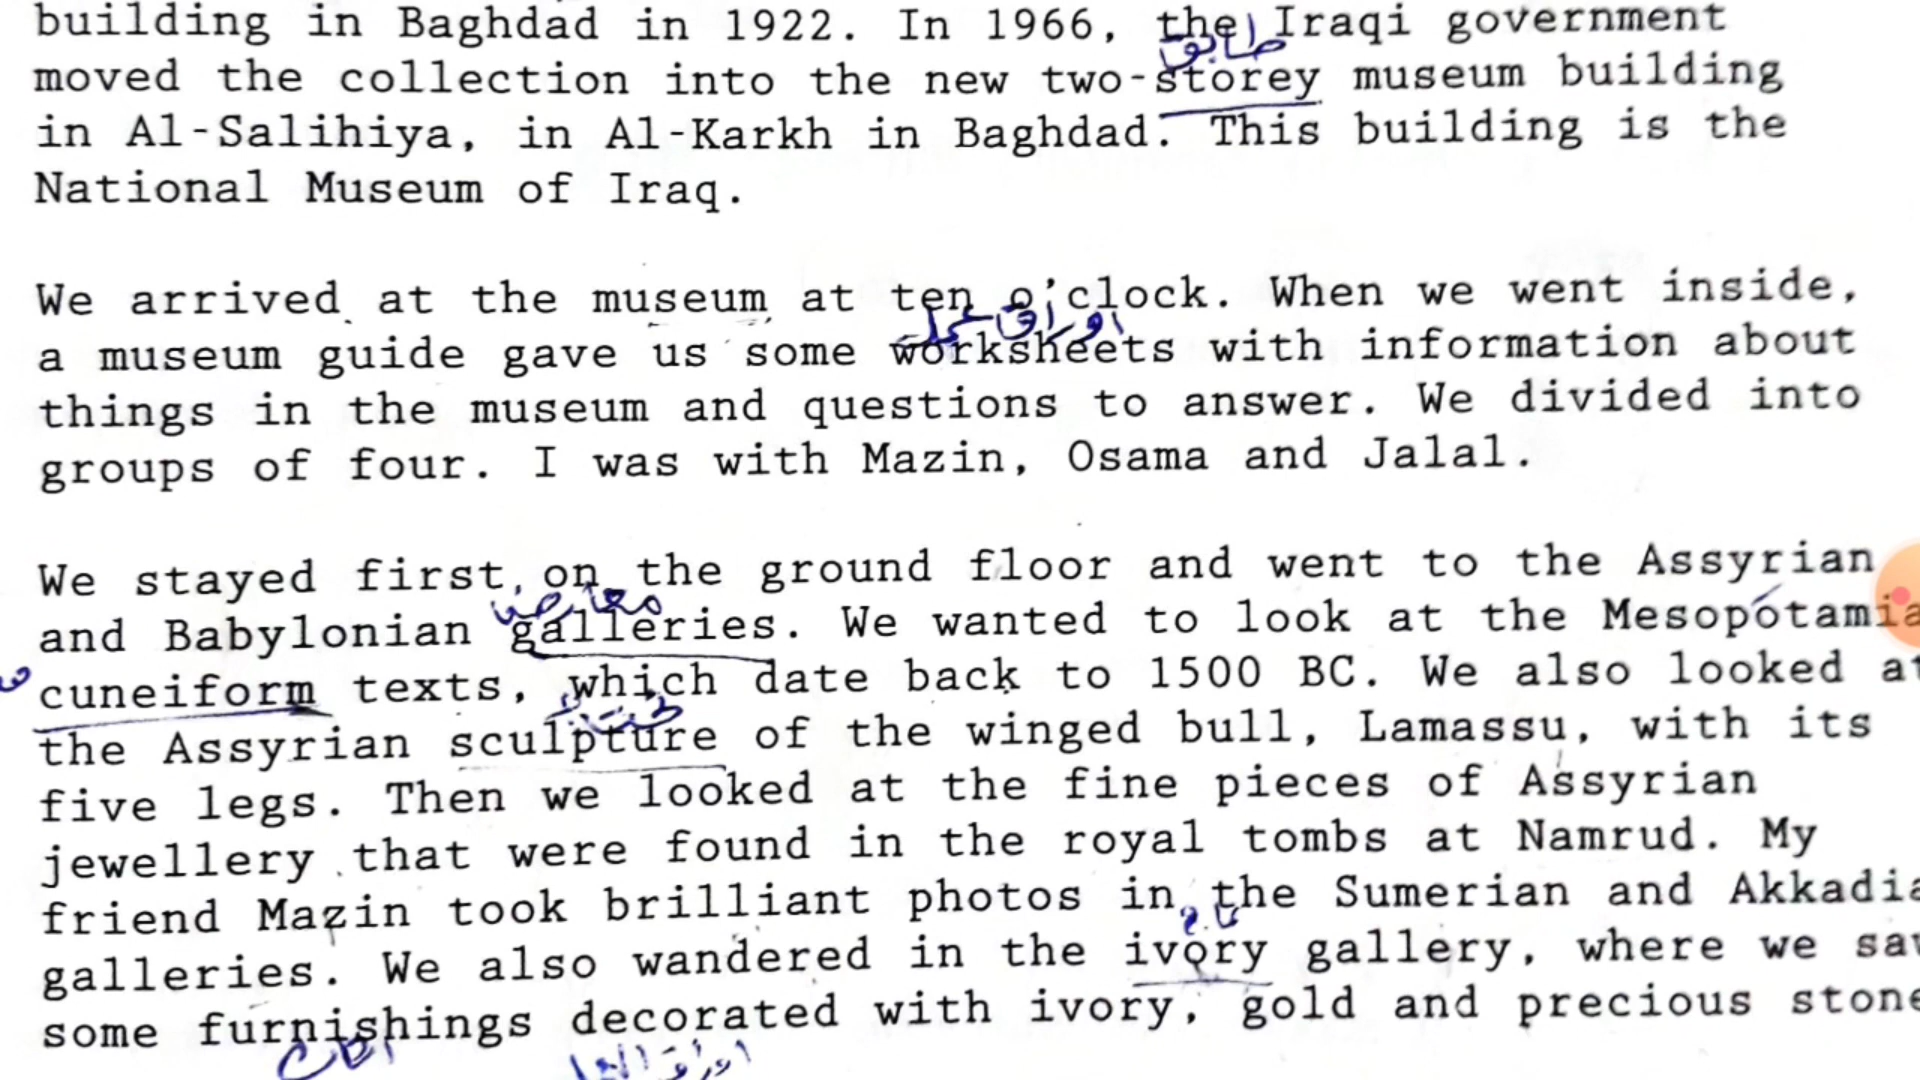 building in Baghdad in 1922. In 1966, the Iraqi government
طابق
moved the collection into the new two-storey museum building
in Al-Salihiya, in Al-Karkh in Baghdad. This building is the
National Museum of Iraq.
We arrived at the museum at ten o'clock. When we went inside,
اوراق عمل
a museum guide gave us some worksheets with information about
things in the museum and questions to answer. We divided into
groups of four. I was with Mazin, Osama and Jalal.
We stayed first on the ground floor and went to the Assyrian
and Babylonian galleries. We wanted to look at the Mesopotamia
cuneiform texts, which date back to 1500 BC. We also looked at
the Assyrian sculpture of the winged bull, Lamassu, with its
five legs. Then we looked at the fine pieces of Assyrian
jewellery that were found in the royal tombs at Namrud. My
friend Mazin took brilliant photos in the Sumerian and Akkadia
عاج
galleries. We also wandered in the ivory gallery, where we saw
some furnishings decorated with ivory, gold and precious stone
اثاث